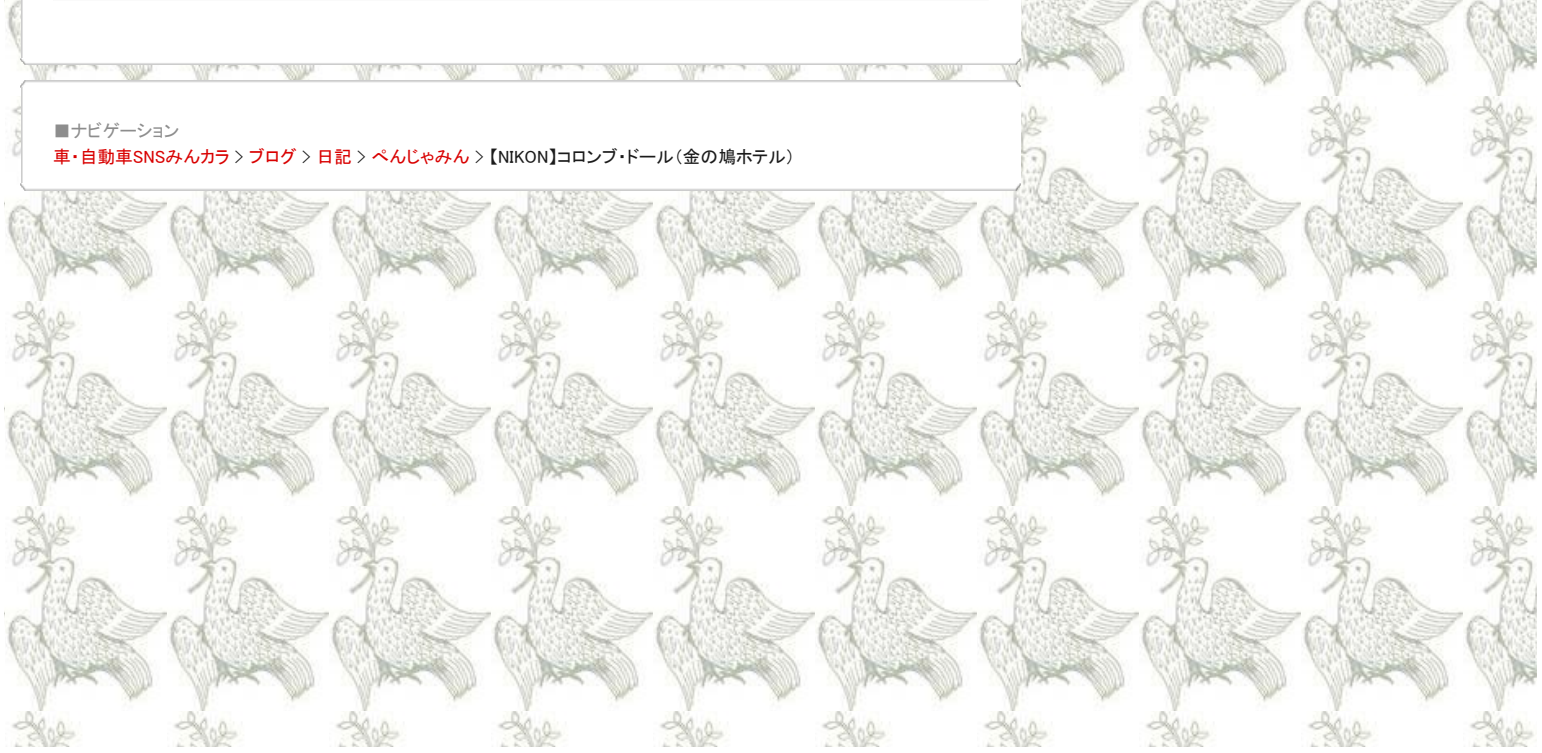 ■ナビゲーション
車・自動車SNSみんカラ > ブログ > 日記 > ぺんじゃみん > 【NIKON】コロンブ・ドール（金の鳩ホテル）